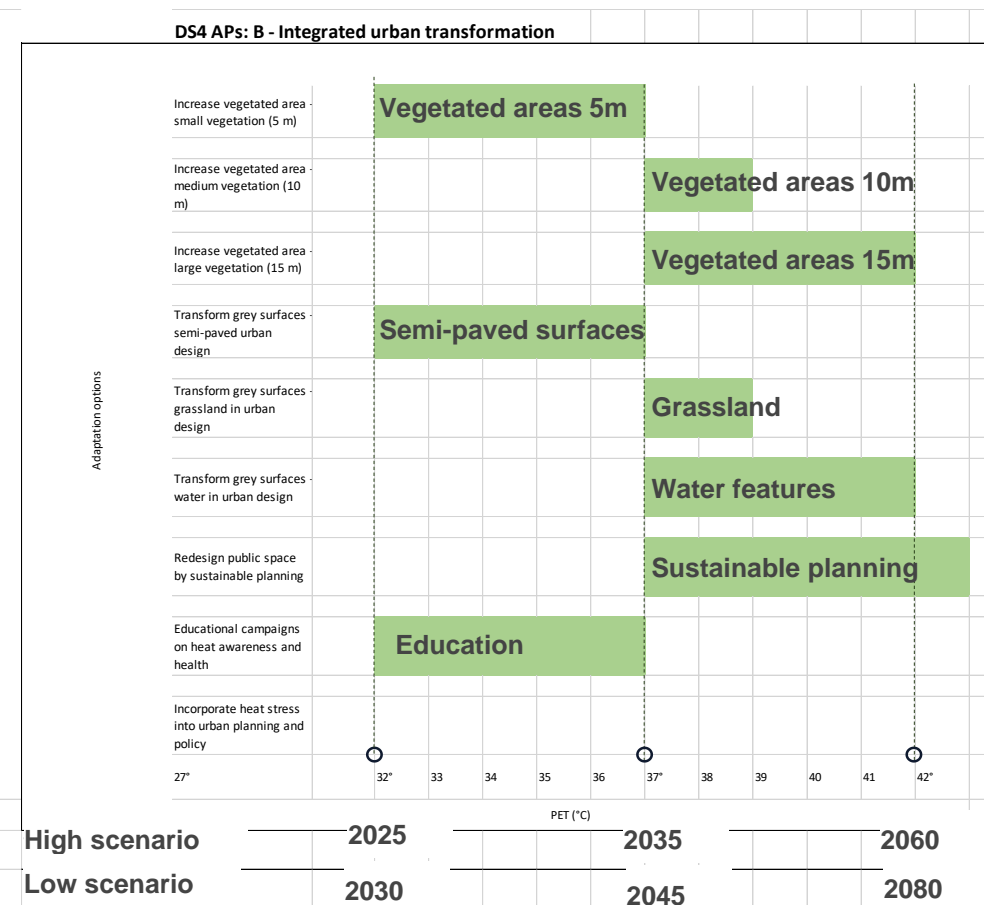 DS4 APs: B - Integrated urban transformation
Increase vegetated area -
small vegetation (5 m)
Vegetated areas 5m
Increase vegetated area -
medium vegetation (10
m)
Vegetated areas 10m
Increase vegetated area -
large vegetation (15 m)
Vegetated areas 15m
Transform grey surfaces -
semi-paved urban
design
Semi-paved surfaces
Adaptation options
Transform grey surfaces -
grassland in urban
design
Grassland
Transform grey surfaces -
water in urban design
Water features
Redesign public space
by sustainable planning
Sustainable planning
Educational campaigns
on heat awareness and
health
Education
Incorporate heat stress
into urban planning and
policy
27° 32° 33 34 35 36 37° 38 39 40 41 42°
PET (°C)
High scenario 2025 2035 2060
Low scenario 2030 2045 2080